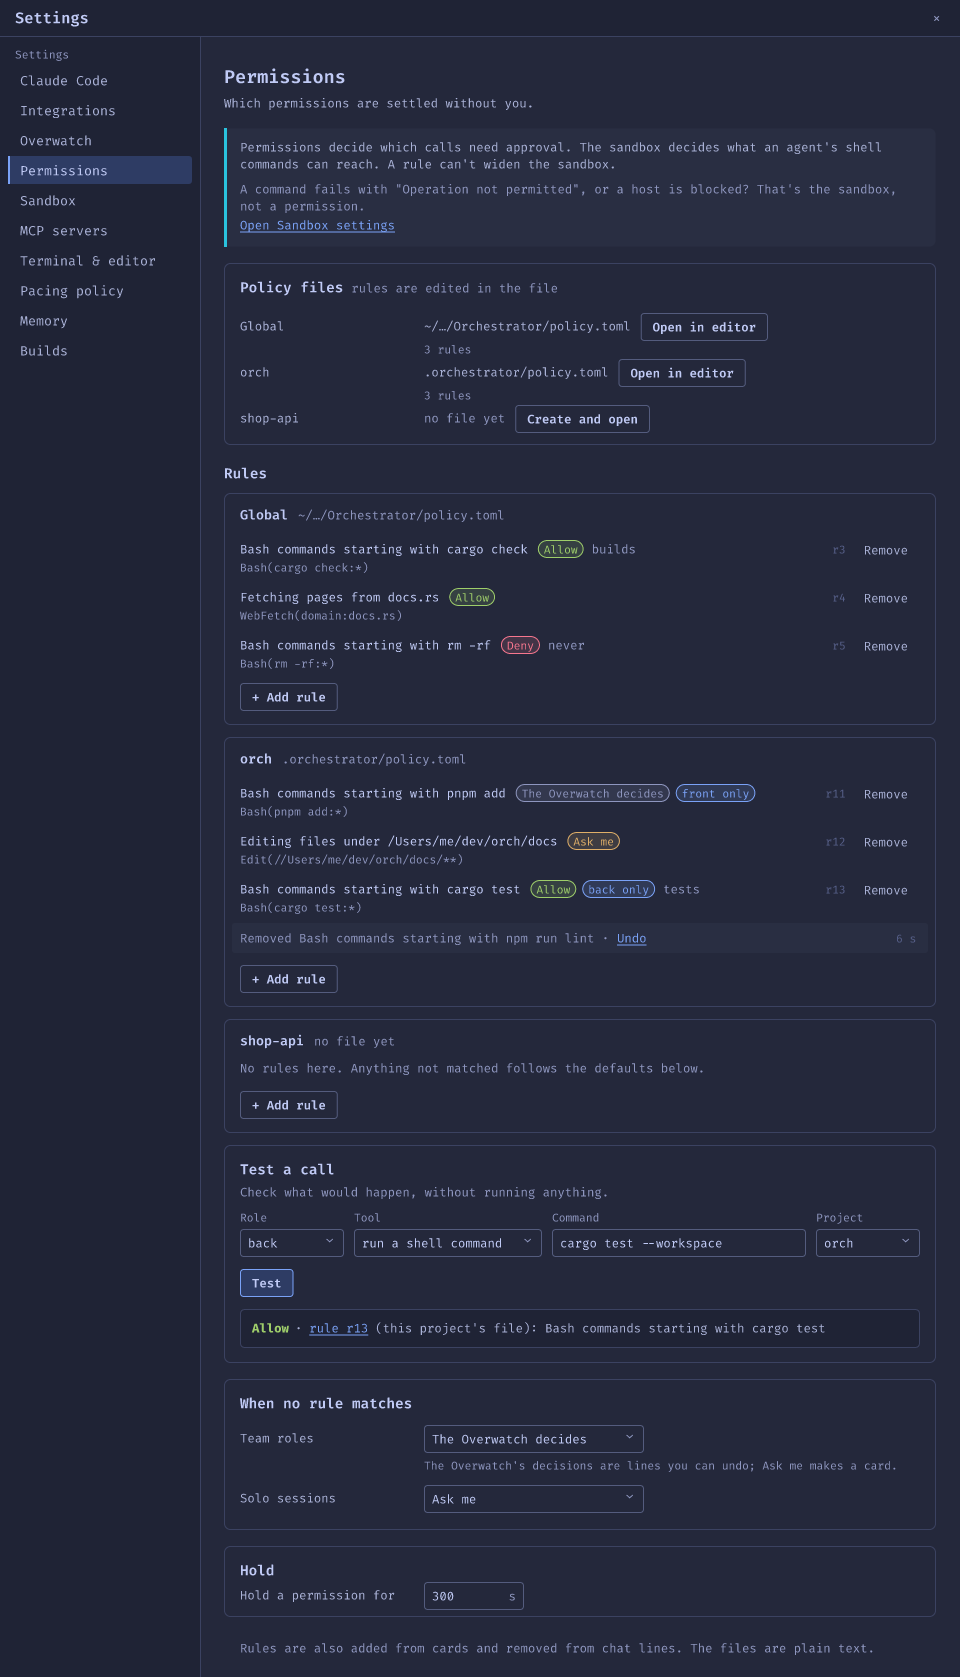 Settings ×
Settings
Claude Code
Integrations
Overwatch
Permissions
Sandbox
MCP servers
Terminal & editor
Pacing policy
Memory
Builds
Permissions
Which permissions are settled without you.
Permissions decide which calls need approval. The sandbox decides what an agent's shell
commands can reach. A rule can't widen the sandbox.
A command fails with "Operation not permitted", or a host is blocked? That's the sandbox,
not a permission.
Open Sandbox settings
Policy files rules are edited in the file
Global ~/…/Orchestrator/policy.toml Open in editor
3 rules
orch .orchestrator/policy.toml Open in editor
3 rules
shop-api no file yet Create and open
Rules
Global ~/…/Orchestrator/policy.toml
Bash commands starting with cargo check Allow builds r3 Remove
Bash(cargo check:*)
Fetching pages from docs.rs Allow r4 Remove
WebFetch(domain:docs.rs)
Bash commands starting with rm -rf Deny never r5 Remove
Bash(rm -rf:*)
+ Add rule
orch .orchestrator/policy.toml
Bash commands starting with pnpm add The Overwatch decides front only r11 Remove
Bash(pnpm add:*)
Editing files under /Users/me/dev/orch/docs Ask me r12 Remove
Edit(//Users/me/dev/orch/docs/**)
Bash commands starting with cargo test Allow back only tests r13 Remove
Bash(cargo test:*)
Removed Bash commands starting with npm run lint · Undo 6 s
+ Add rule
shop-api no file yet
No rules here. Anything not matched follows the defaults below.
+ Add rule
Test a call
Check what would happen, without running anything.
Role Tool Command Project
back run a shell command cargo test --workspace orch
Test
Allow · rule r13 (this project's file): Bash commands starting with cargo test
When no rule matches
Team roles The Overwatch decides
The Overwatch's decisions are lines you can undo; Ask me makes a card.
Solo sessions Ask me
Hold
Hold a permission for 300 s
Rules are also added from cards and removed from chat lines. The files are plain text.